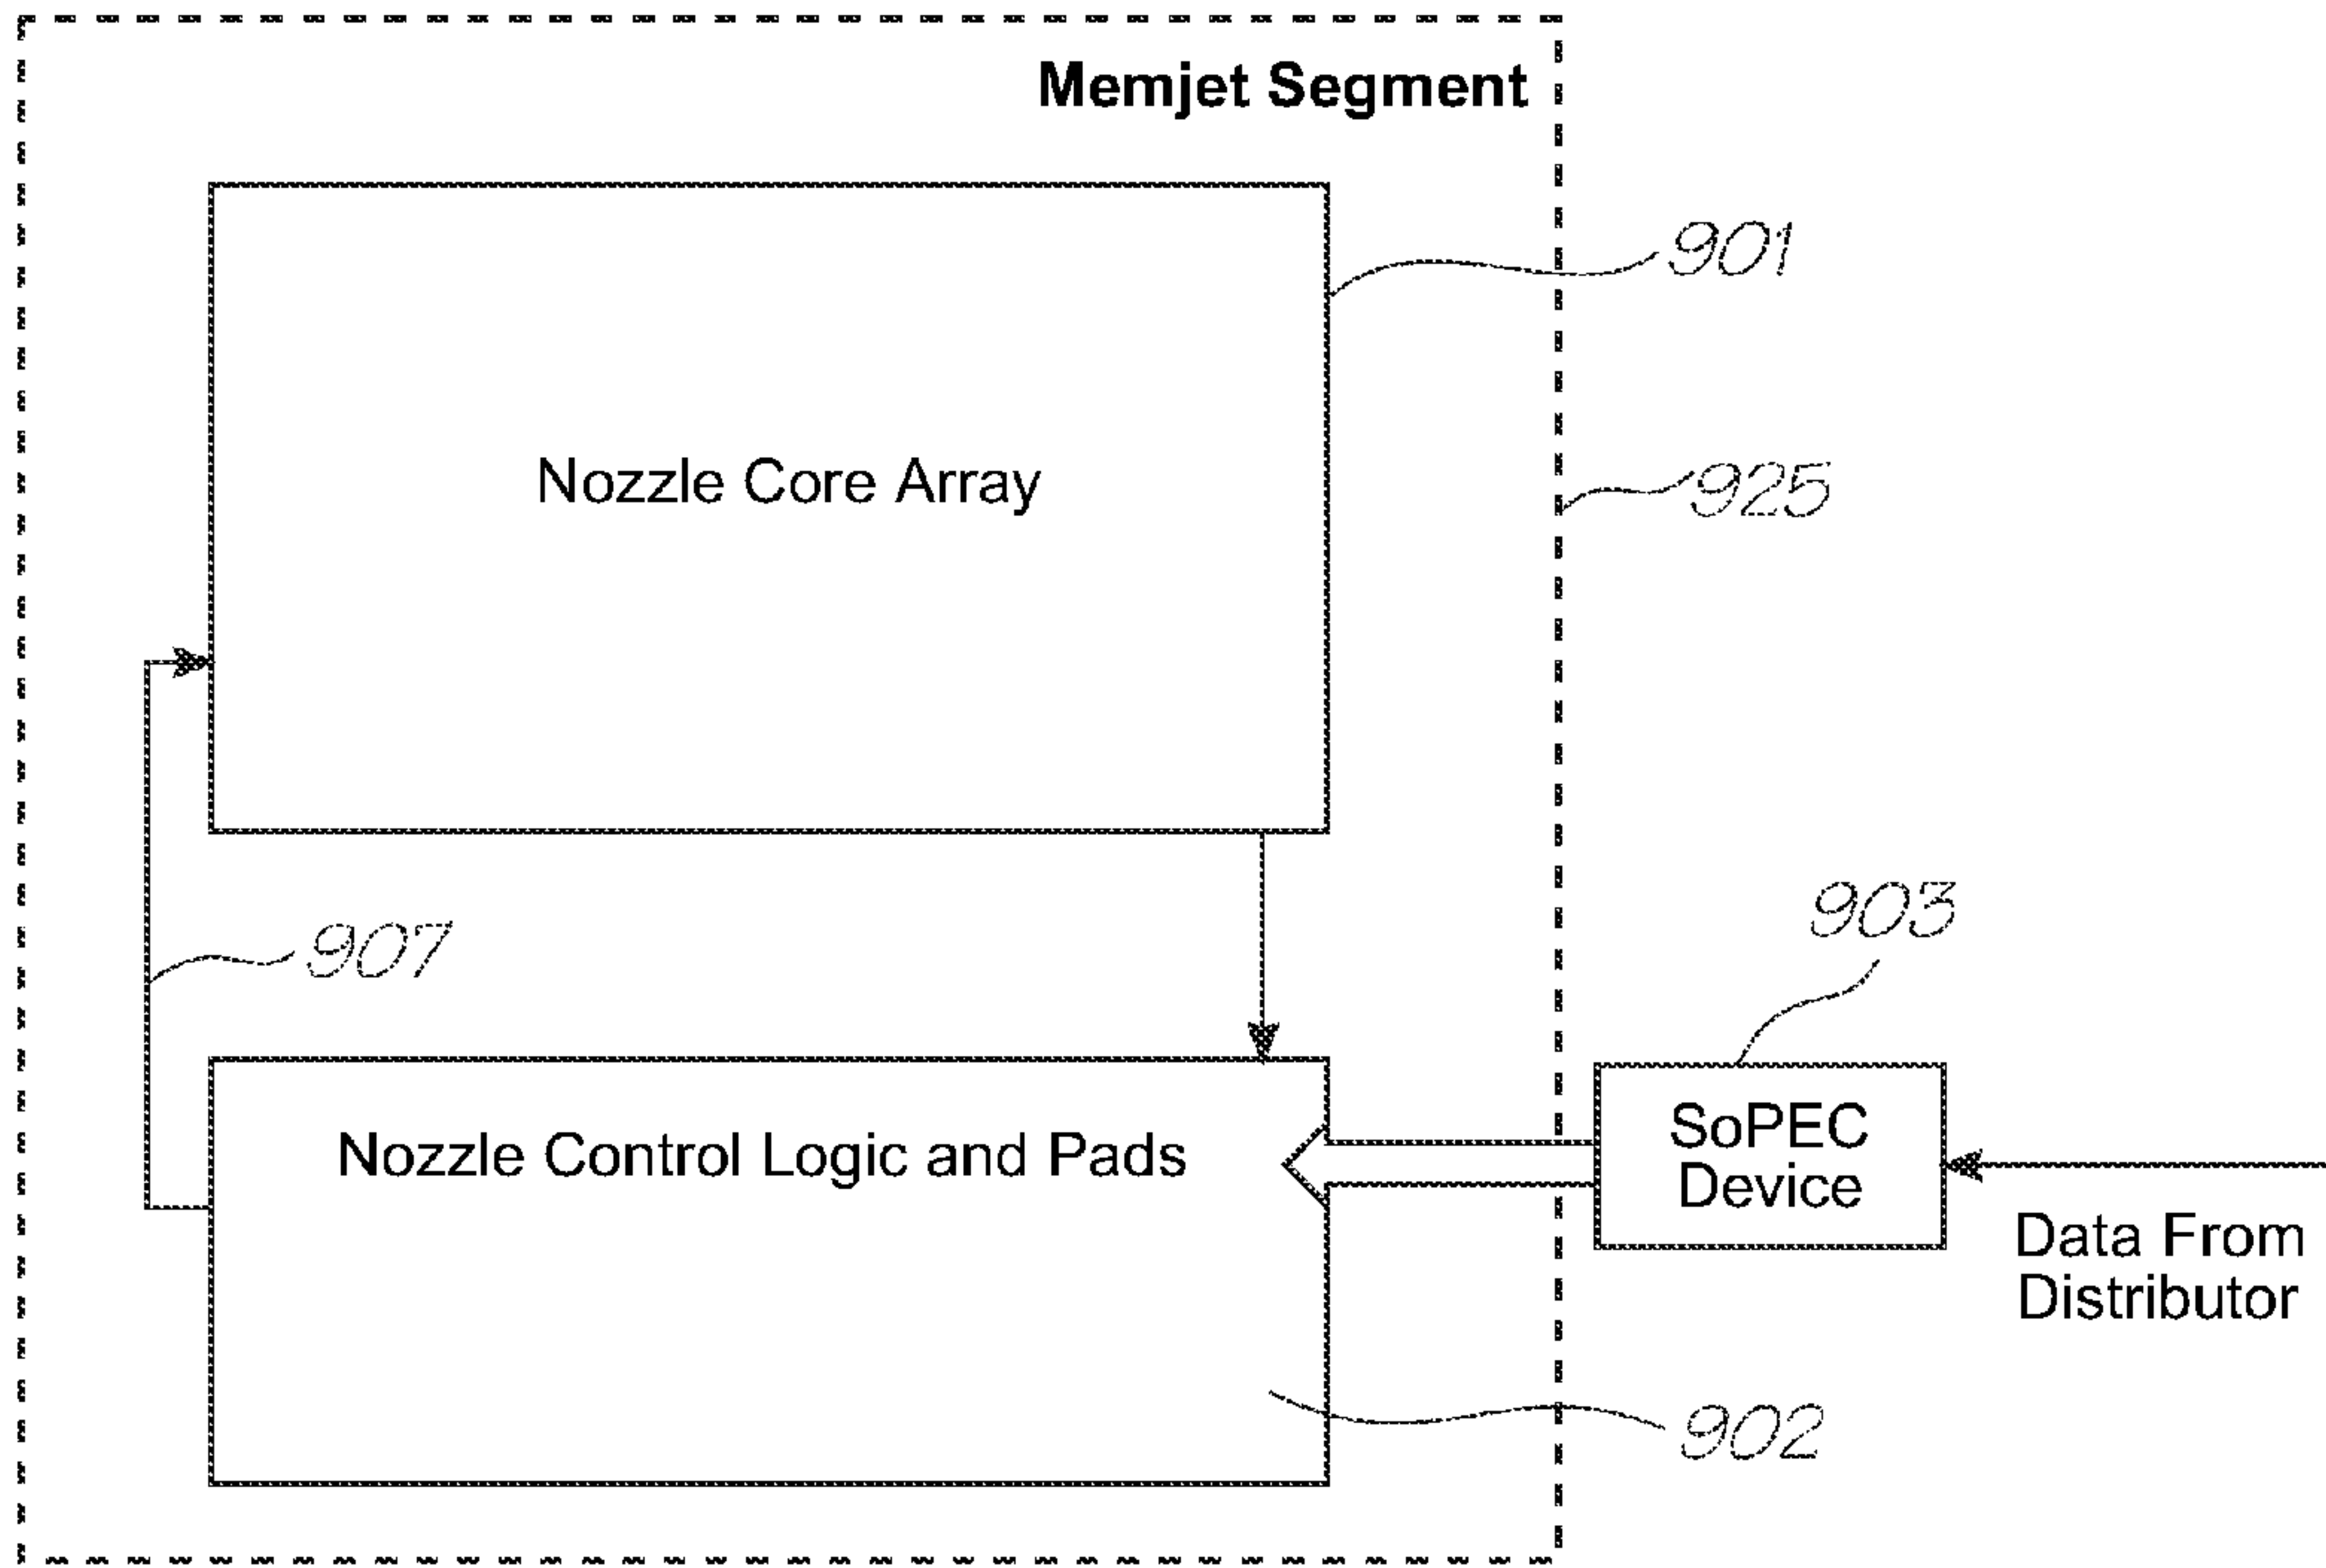 Memjet Segment
901
Nozzle Core Array
925
903
907
Nozzle Control Logic and Pads
SoPEC
Device
Data From
Distributor
902